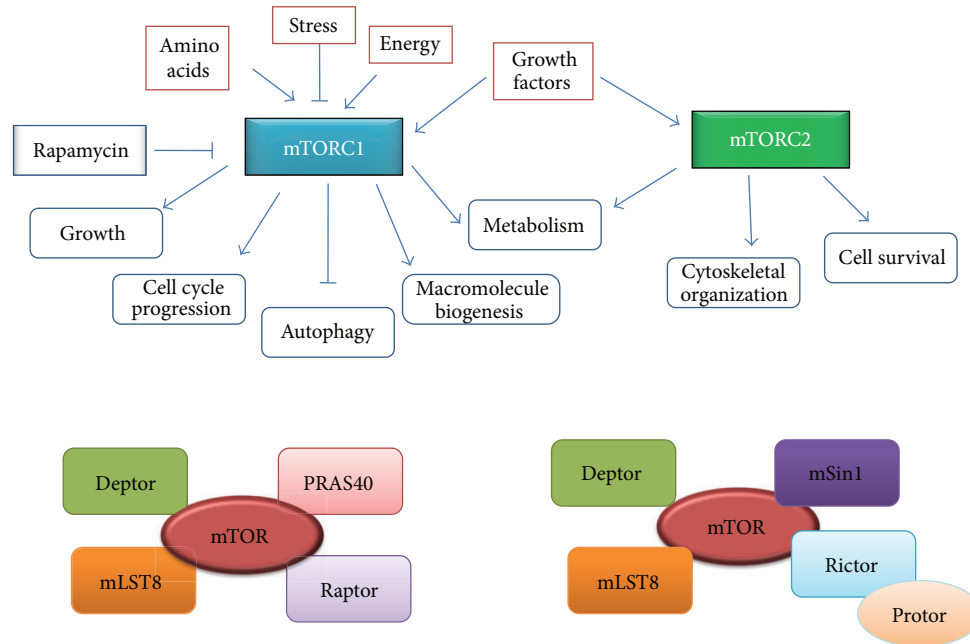 Stress
Amino
acids
Energy
Growth
factors
Rapamycin
mTORC1
mTORC2
Growth
Metabolism
Cell survival
Cell cycle
progression
Autophagy
Macromolecule
biogenesis
Cytoskeletal
organization
Deptor
PRAS40
mTOR
mLST8
Raptor
Deptor
mSin1
mTOR
mLST8
Rictor
Protor